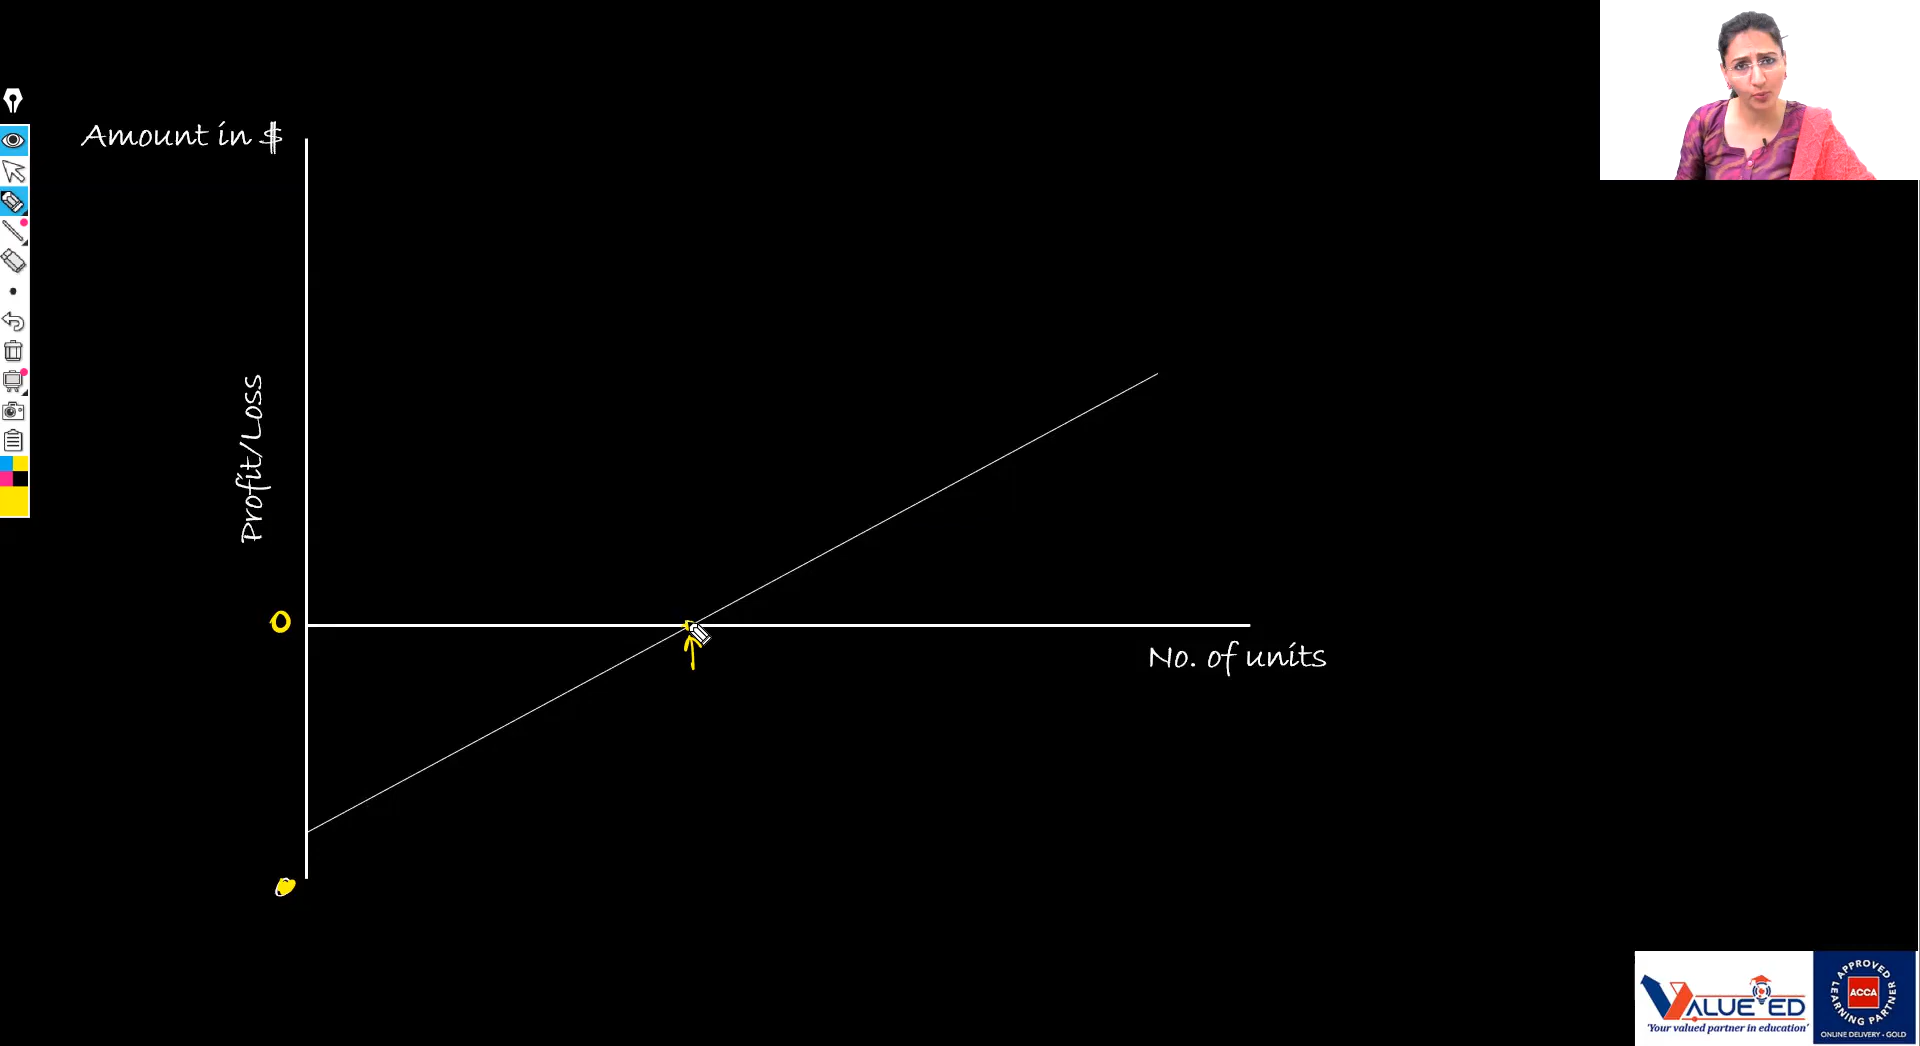 Amount in $
Profit/Loss
0
No. of units
VALUE ED
'Your valued partner in education'
APPROVED
LEARNING PARTNER
ACCA
ONLINE DELIVERY - GOLD